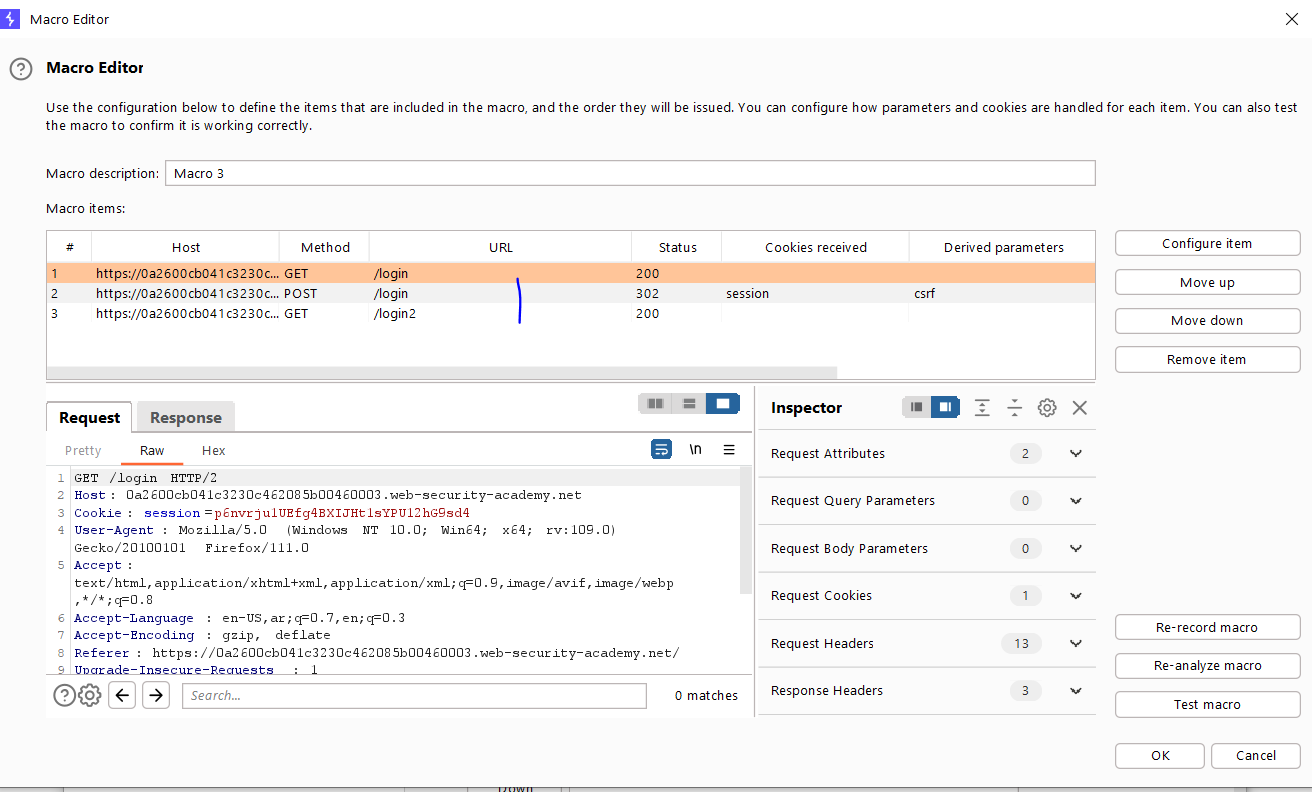 Macro Editor
Macro Editor
Use the configuration below to define the items that are included in the macro, and the order they will be issued. You can configure how parameters and cookies are handled for each item. You can also test
the macro to confirm it is working correctly.
Macro description: Macro 3
Macro items:
# Host Method URL Status Cookies received Derived parameters
1 https://0a2600cb041c3230c... GET /login 200
2 https://0a2600cb041c3230c... POST /login 302 session csrf
3 https://0a2600cb041c3230c... GET /login2 200
Configure item
Move up
Move down
Remove item
Request Response
Pretty Raw Hex \n
1 GET /login HTTP/2
2 Host: 0a2600cb041c3230c462085b00460003.web-security-academy.net
3 Cookie: session=p6nvrju1UEfg4BXIJHt1sYPU12hG9sd4
4 User-Agent: Mozilla/5.0 (Windows NT 10.0; Win64; x64; rv:109.0)
Gecko/20100101 Firefox/111.0
5 Accept:
text/html,application/xhtml+xml,application/xml;q=0.9,image/avif,image/webp
,*/*;q=0.8
6 Accept-Language: en-US,ar;q=0.7,en;q=0.3
7 Accept-Encoding: gzip, deflate
8 Referer: https://0a2600cb041c3230c462085b00460003.web-security-academy.net/
9 Upgrade-Insecure-Requests: 1
Search...
0 matches
Inspector
Request Attributes 2
Request Query Parameters 0
Request Body Parameters 0
Request Cookies 1
Request Headers 13
Response Headers 3
Re-record macro
Re-analyze macro
Test macro
OK Cancel
Down